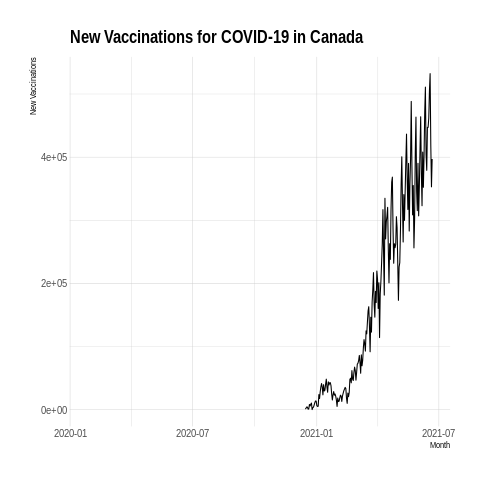 New Vaccinations for COVID-19 in Canada
New Vaccinations
4e+05
2e+05
0e+00
2020-01
2020-07
2021-01
2021-07
Month